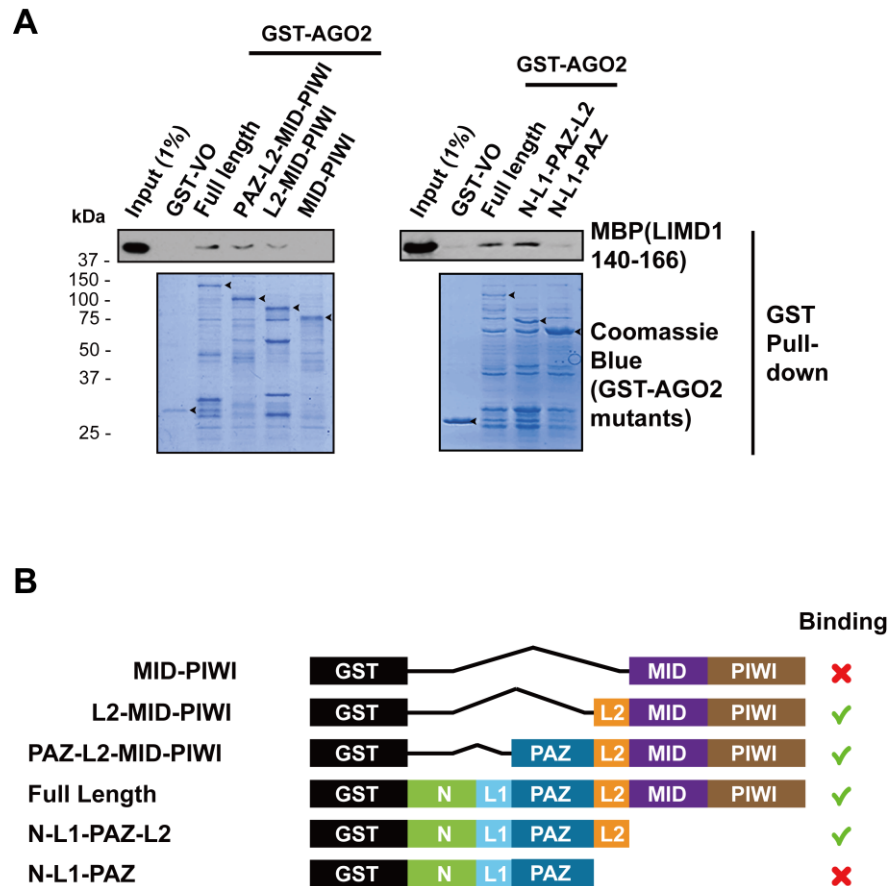 A
GST-AGO2
Input (1%)
GST-VO
Full length
PAZ-L2-MID-PIWI
L2-MID-PIWI
MID-PIWI
GST-AGO2
Input (1%)
GST-VO
Full length
N-L1-PAZ-L2
N-L1-PAZ
kDa
37 -
150 -
100 -
75 -
50 -
37 -
25 -
MBP(LIMD1
140-166)
Coomassie
Blue
(GST-AGO2
mutants)
GST
Pull-
down
B
Binding
MID-PIWI GST MID PIWI
L2-MID-PIWI GST L2 MID PIWI
PAZ-L2-MID-PIWI GST PAZ L2 MID PIWI
Full Length GST N L1 PAZ L2 MID PIWI
N-L1-PAZ-L2 GST N L1 PAZ L2
N-L1-PAZ GST N L1 PAZ